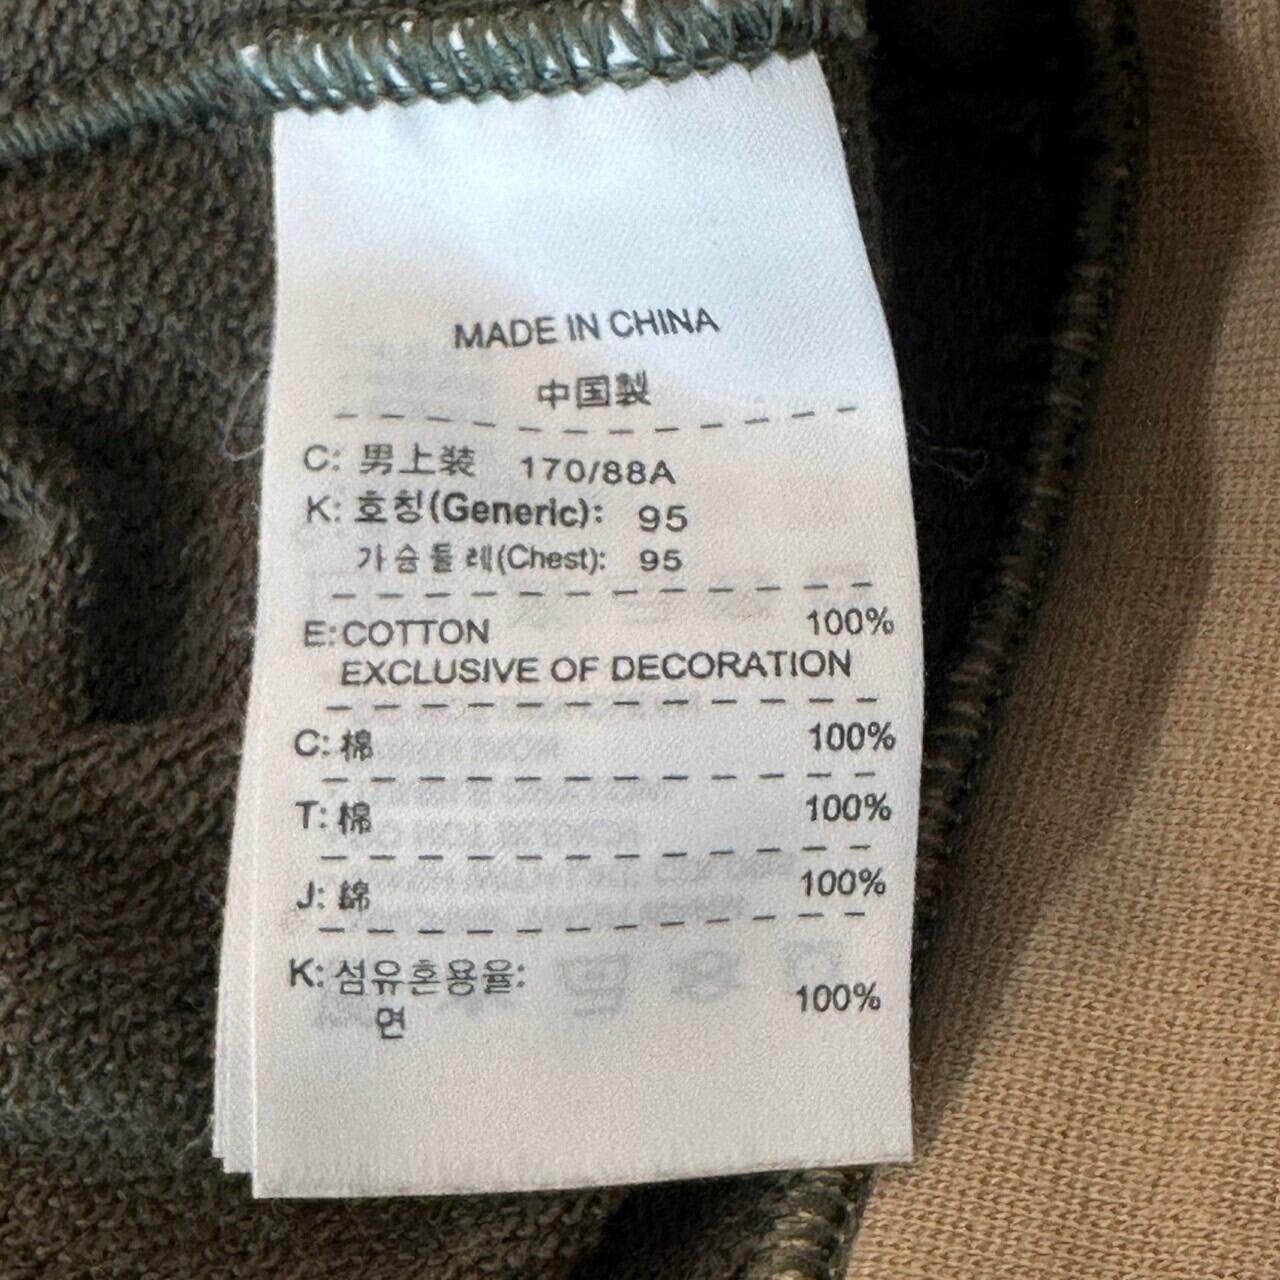 MADE IN CHINA
中国製
C: 男上装 170/88A
K: 호칭(Generic): 95
가슴둘레(Chest): 95
E: COTTON 100%
EXCLUSIVE OF DECORATION
C: 棉 100%
T: 棉 100%
J: 綿 100%
K: 섬유혼용율:
면 100%